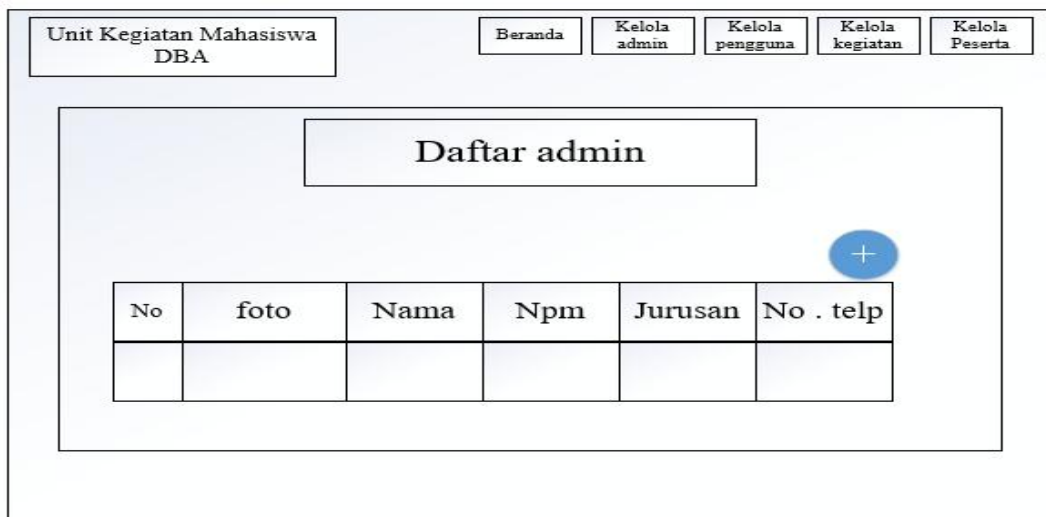 Unit Kegiatan Mahasiswa
DBA
Beranda
Kelola
admin
Kelola
pengguna
Kelola
kegiatan
Kelola
Peserta
Daftar admin
+
No foto Nama Npm Jurusan No . telp